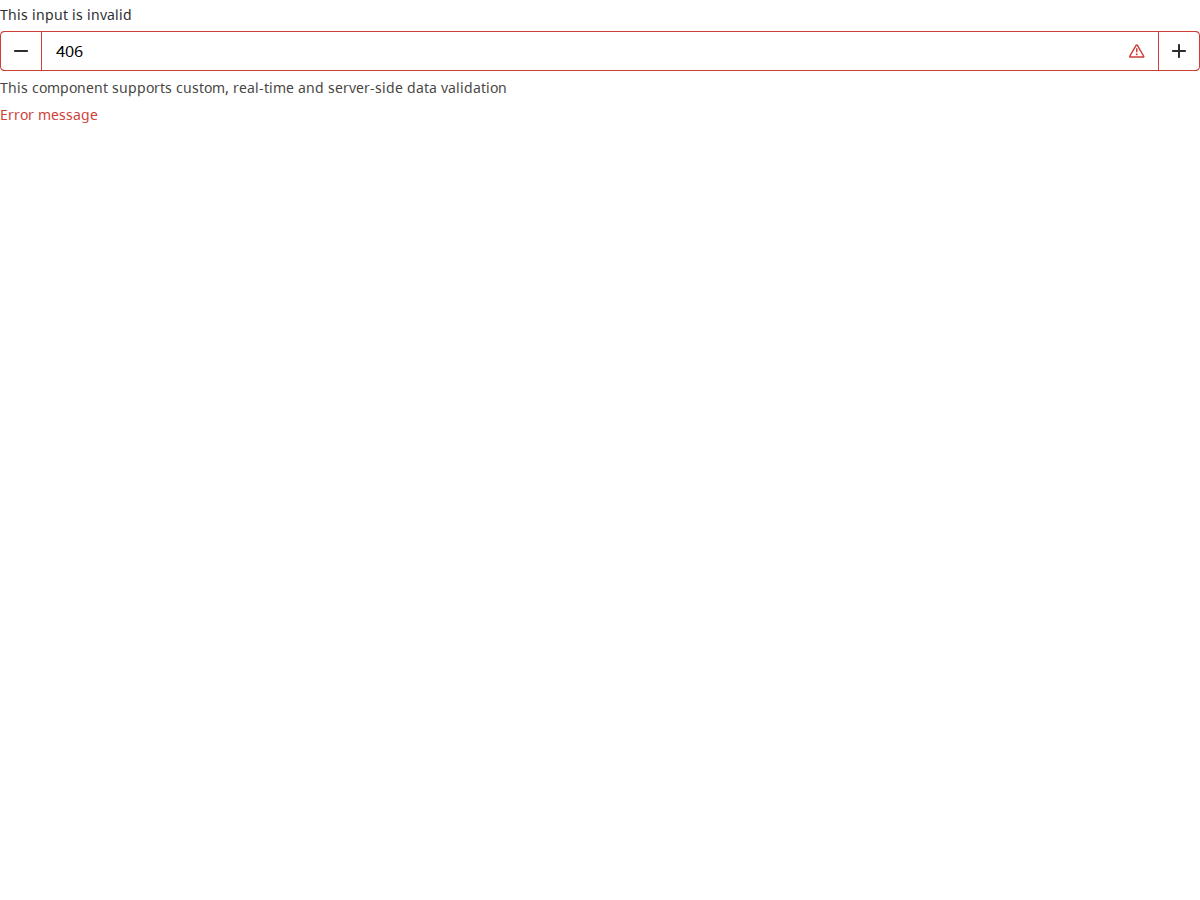 This input is invalid
406
This component supports custom, real-time and server-side data validation
Error message